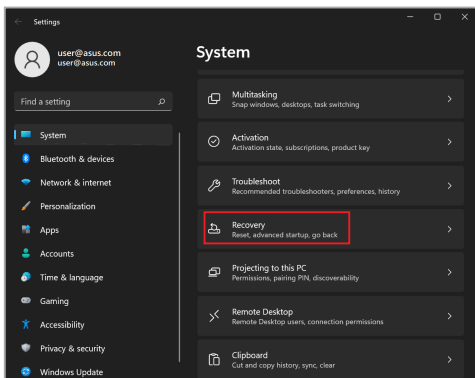 Settings
user@asus.com
user@asus.com
Find a setting
System
Bluetooth & devices
Network & internet
Personalization
Apps
Accounts
Time & language
Gaming
Accessibility
Privacy & security
Windows Update
System
Multitasking
Snap windows, desktops, task switching
Activation
Activation state, subscriptions, product key
Troubleshoot
Recommended troubleshooters, preferences, history
Recovery
Reset, advanced startup, go back
Projecting to this PC
Permissions, pairing PIN, discoverability
Remote Desktop
Remote Desktop users, connection permissions
Clipboard
Cut and copy history, sync, clear